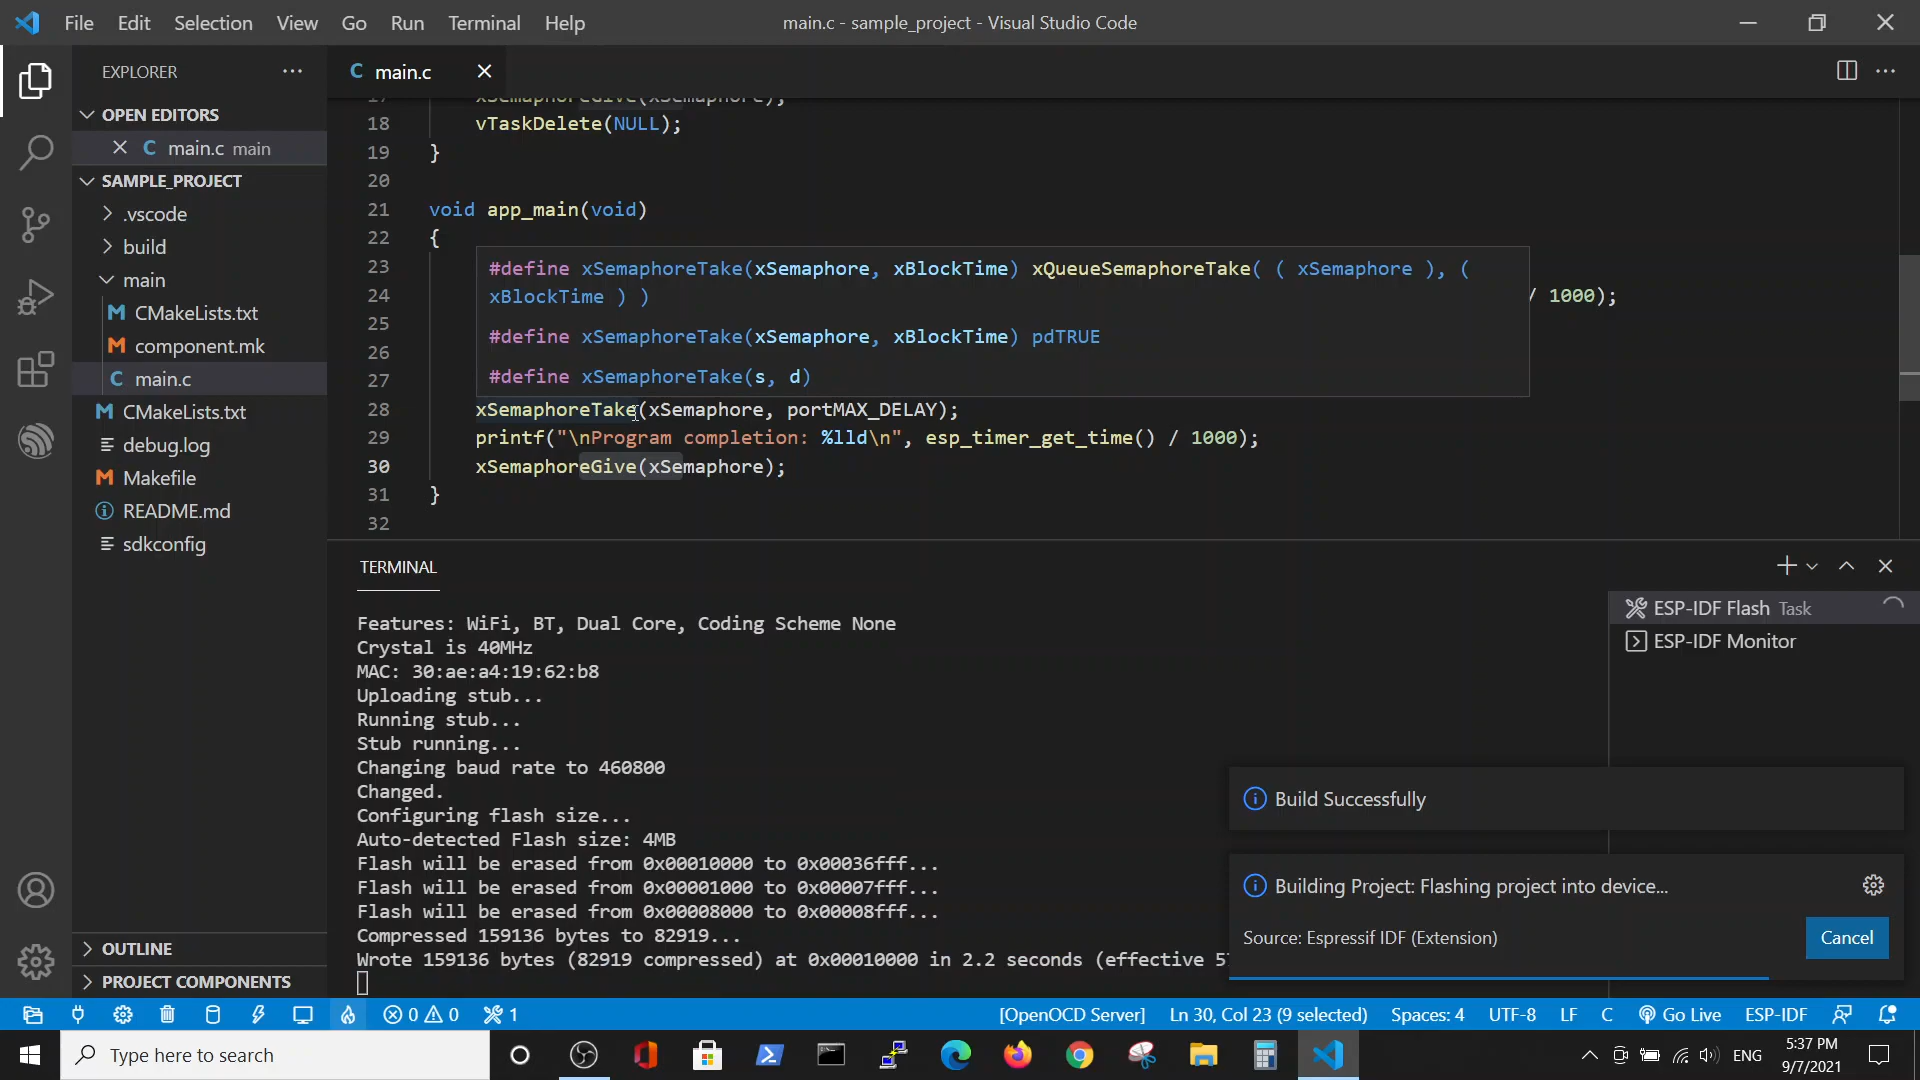 File Edit Selection View Go Run Terminal Help
main.c - sample_project - Visual Studio Code
EXPLORER
OPEN EDITORS
C main.c main
SAMPLE_PROJECT
.vscode
build
main
M CMakeLists.txt
M component.mk
C main.c
M CMakeLists.txt
debug.log
M Makefile
README.md
sdkconfig
OUTLINE
PROJECT COMPONENTS
C main.c
17 xSemaphoreGive(xSemaphore);
18 vTaskDelete(NULL);
19 }
20
21 void app_main(void)
22 {
23
24 / 1000);
25
26
27
#define xSemaphoreTake(xSemaphore, xBlockTime) xQueueSemaphoreTake( ( xSemaphore ), (
xBlockTime ) )
#define xSemaphoreTake(xSemaphore, xBlockTime) pdTRUE
#define xSemaphoreTake(s, d)
28 xSemaphoreTake(xSemaphore, portMAX_DELAY);
29 printf("\nProgram completion: %lld\n", esp_timer_get_time() / 1000);
30 xSemaphoreGive(xSemaphore);
31 }
32
TERMINAL
ESP-IDF Flash Task
ESP-IDF Monitor
Features: WiFi, BT, Dual Core, Coding Scheme None
Crystal is 40MHz
MAC: 30:ae:a4:19:62:b8
Uploading stub...
Running stub...
Stub running...
Changing baud rate to 460800
Changed.
Configuring flash size...
Auto-detected Flash size: 4MB
Flash will be erased from 0x00010000 to 0x00036fff...
Flash will be erased from 0x00001000 to 0x00007fff...
Flash will be erased from 0x00008000 to 0x00008fff...
Compressed 159136 bytes to 82919...
Wrote 159136 bytes (82919 compressed) at 0x00010000 in 2.2 seconds (effective
Build Successfully
Building Project: Flashing project into device...
Source: Espressif IDF (Extension)
Cancel
0 0 1
[OpenOCD Server] Ln 30, Col 23 (9 selected) Spaces: 4 UTF-8 LF C Go Live ESP-IDF
Type here to search
ENG
5:37 PM
9/7/2021